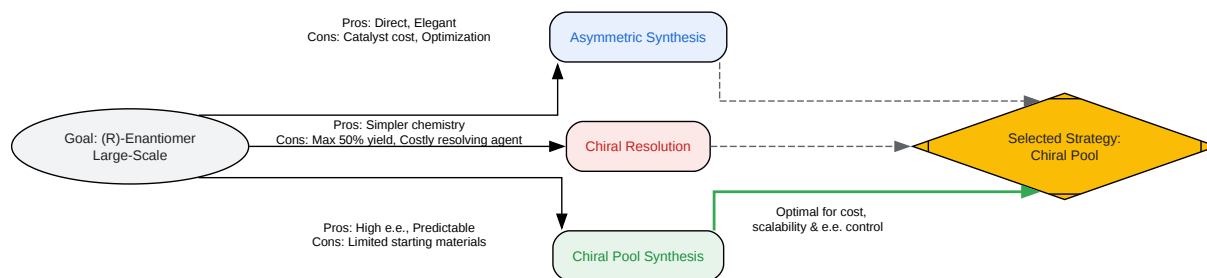 Pros: Direct, Elegant
Cons: Catalyst cost, Optimization
Asymmetric Synthesis
Goal: (R)-Enantiomer
Large-Scale
Pros: Simpler chemistry
Cons: Max 50% yield, Costly resolving agent
Chiral Resolution
Selected Strategy:
Chiral Pool
Pros: High e.e., Predictable
Cons: Limited starting materials
Chiral Pool Synthesis
Optimal for cost,
scalability & e.e. control